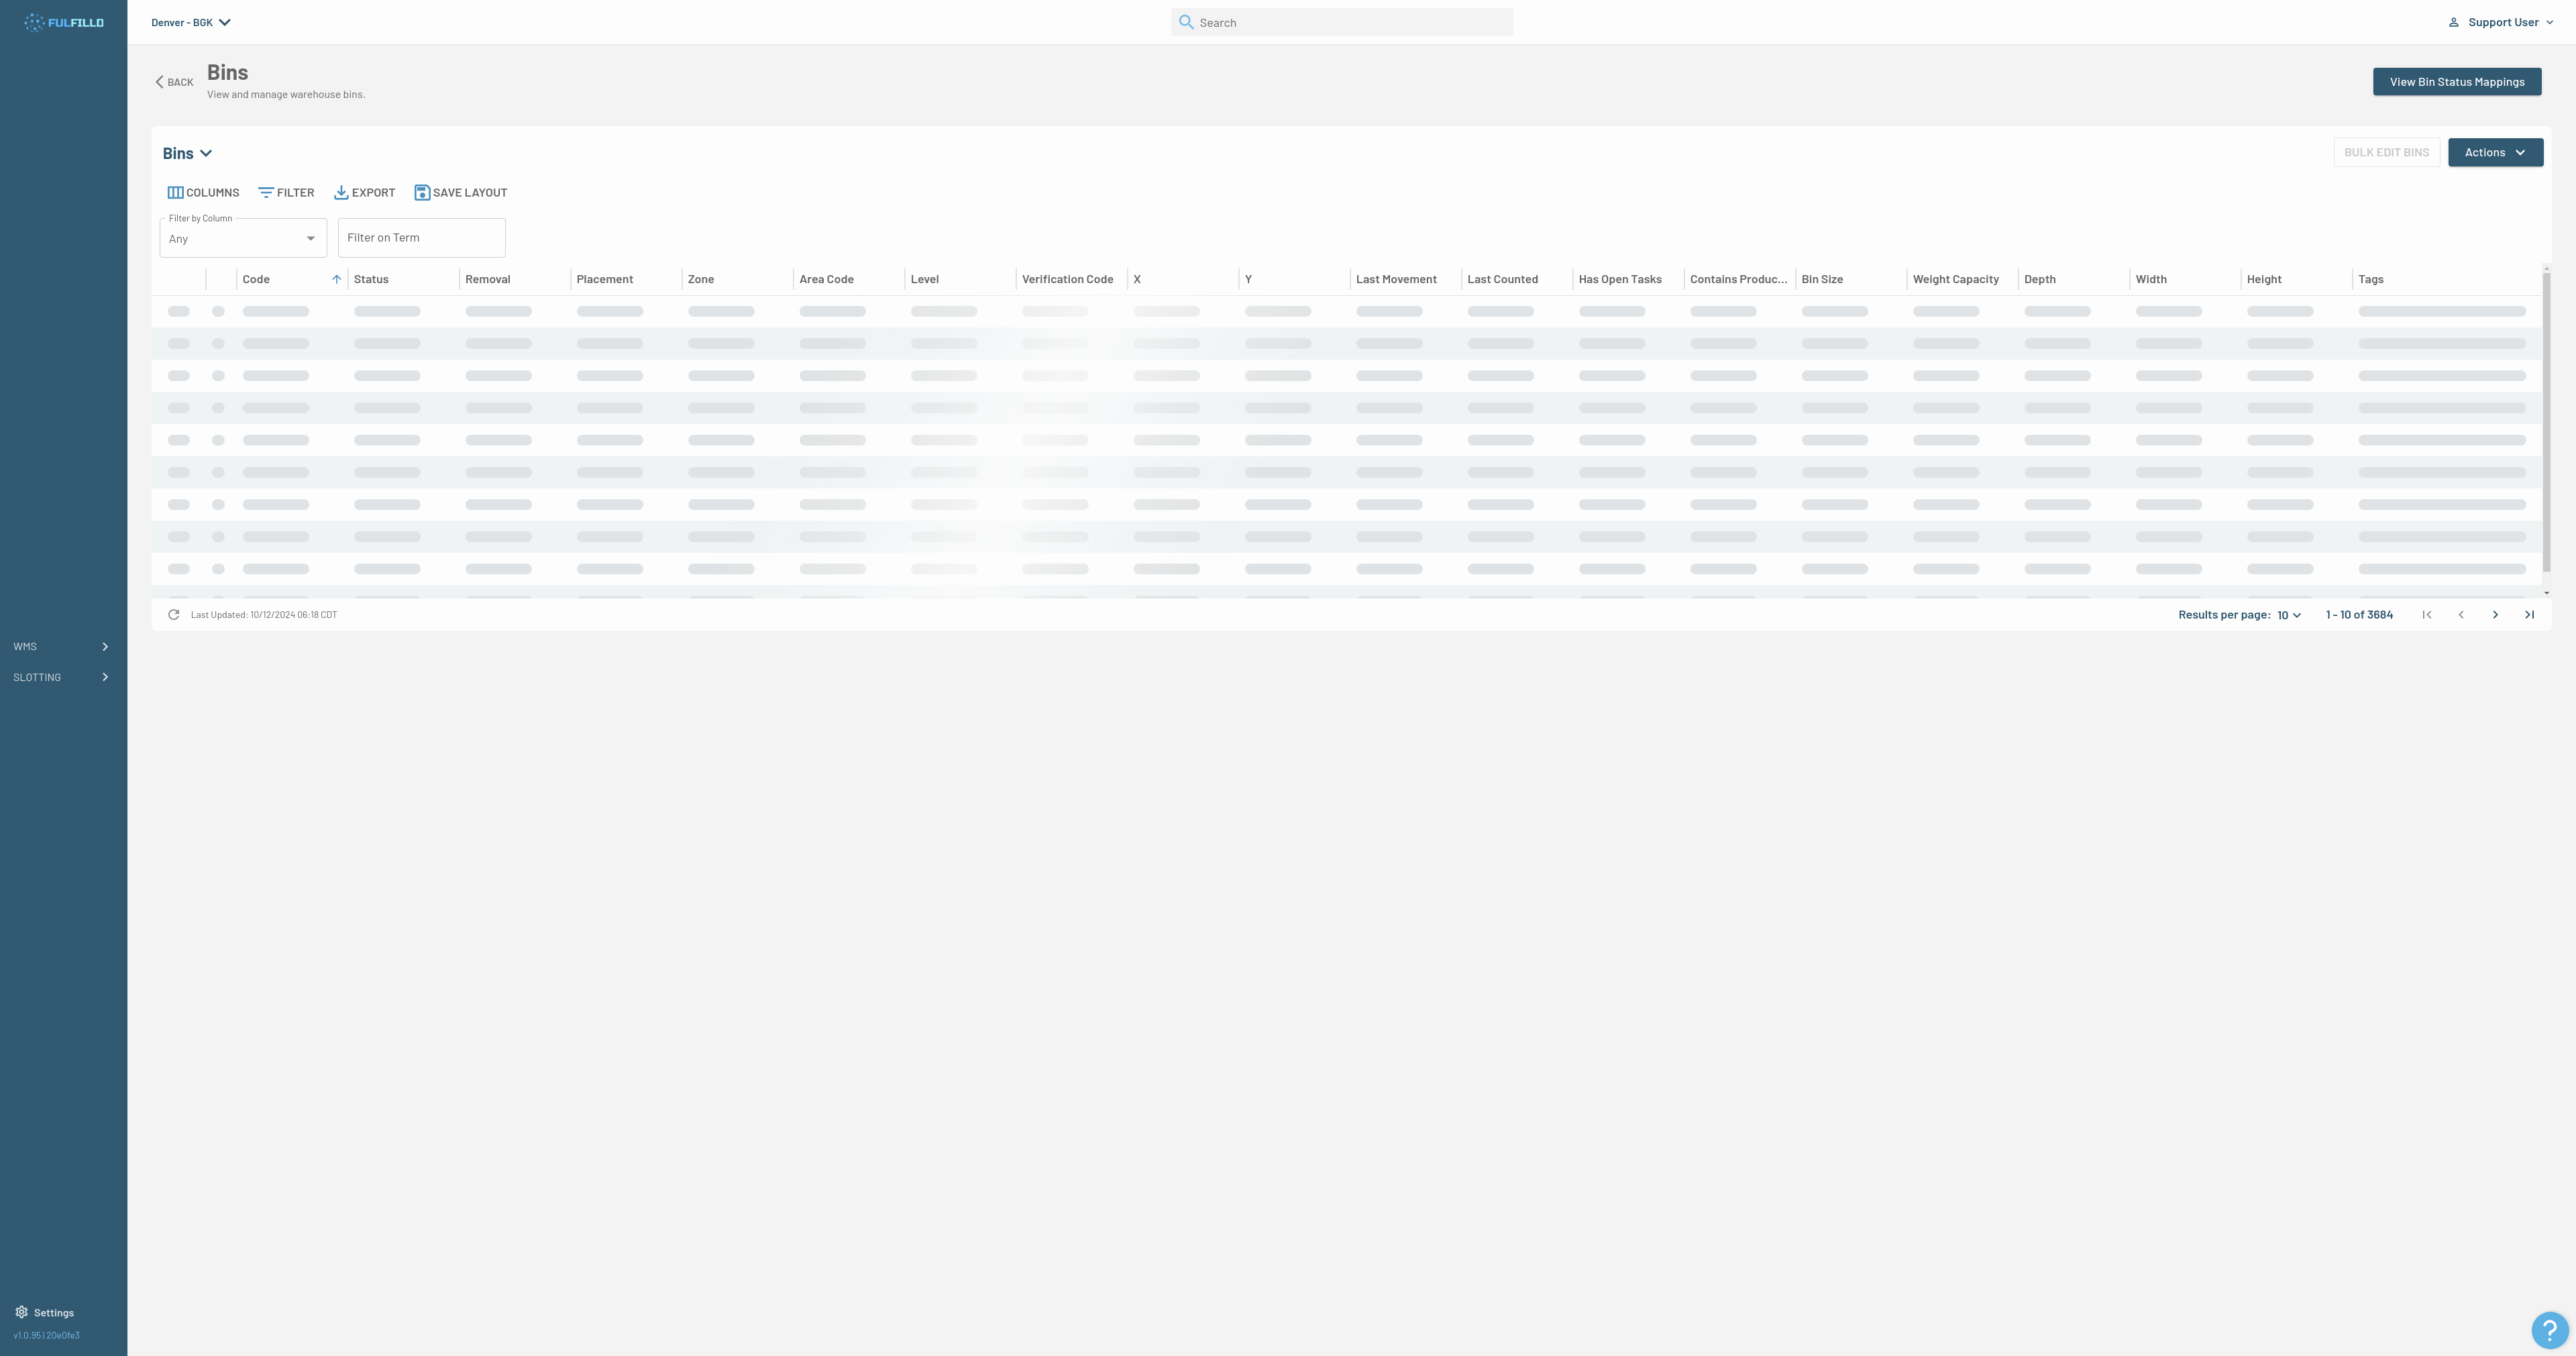 FULFILLD
Denver - BGK
Search
Support User
BACK
Bins
View and manage warehouse bins.
View Bin Status Mappings
Bins
BULK EDIT BINS
Actions
COLUMNS FILTER EXPORT SAVE LAYOUT
Filter by Column
Any
Filter on Term
Code Status Removal Placement Zone Area Code Level Verification Code X Y Last Movement Last Counted Has Open Tasks Contains Produc... Bin Size Weight Capacity Depth Width Height Tags
Last Updated: 10/12/2024 06:18 CDT
Results per page: 10 1 - 10 of 3684
WMS
SLOTTING
Settings
v1.0.95 | 20e0fe3
?